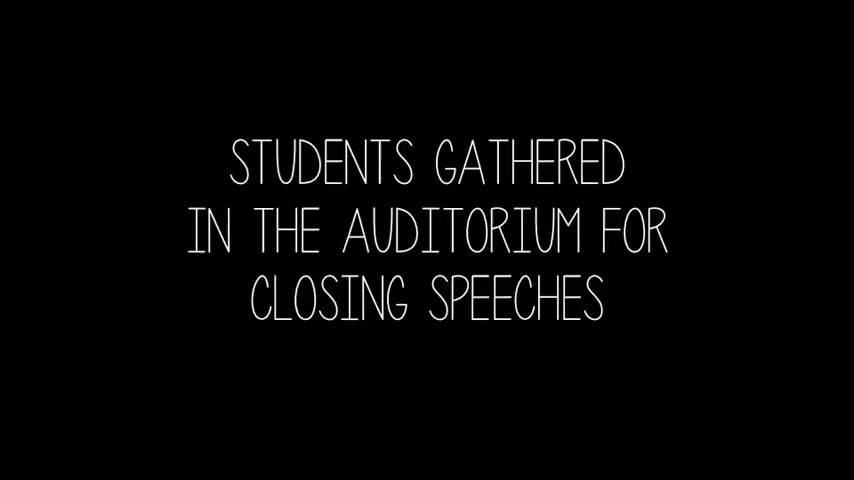 STUDENTS GATHERED
IN THE AUDITORIUM FOR
CLOSING SPEECHES